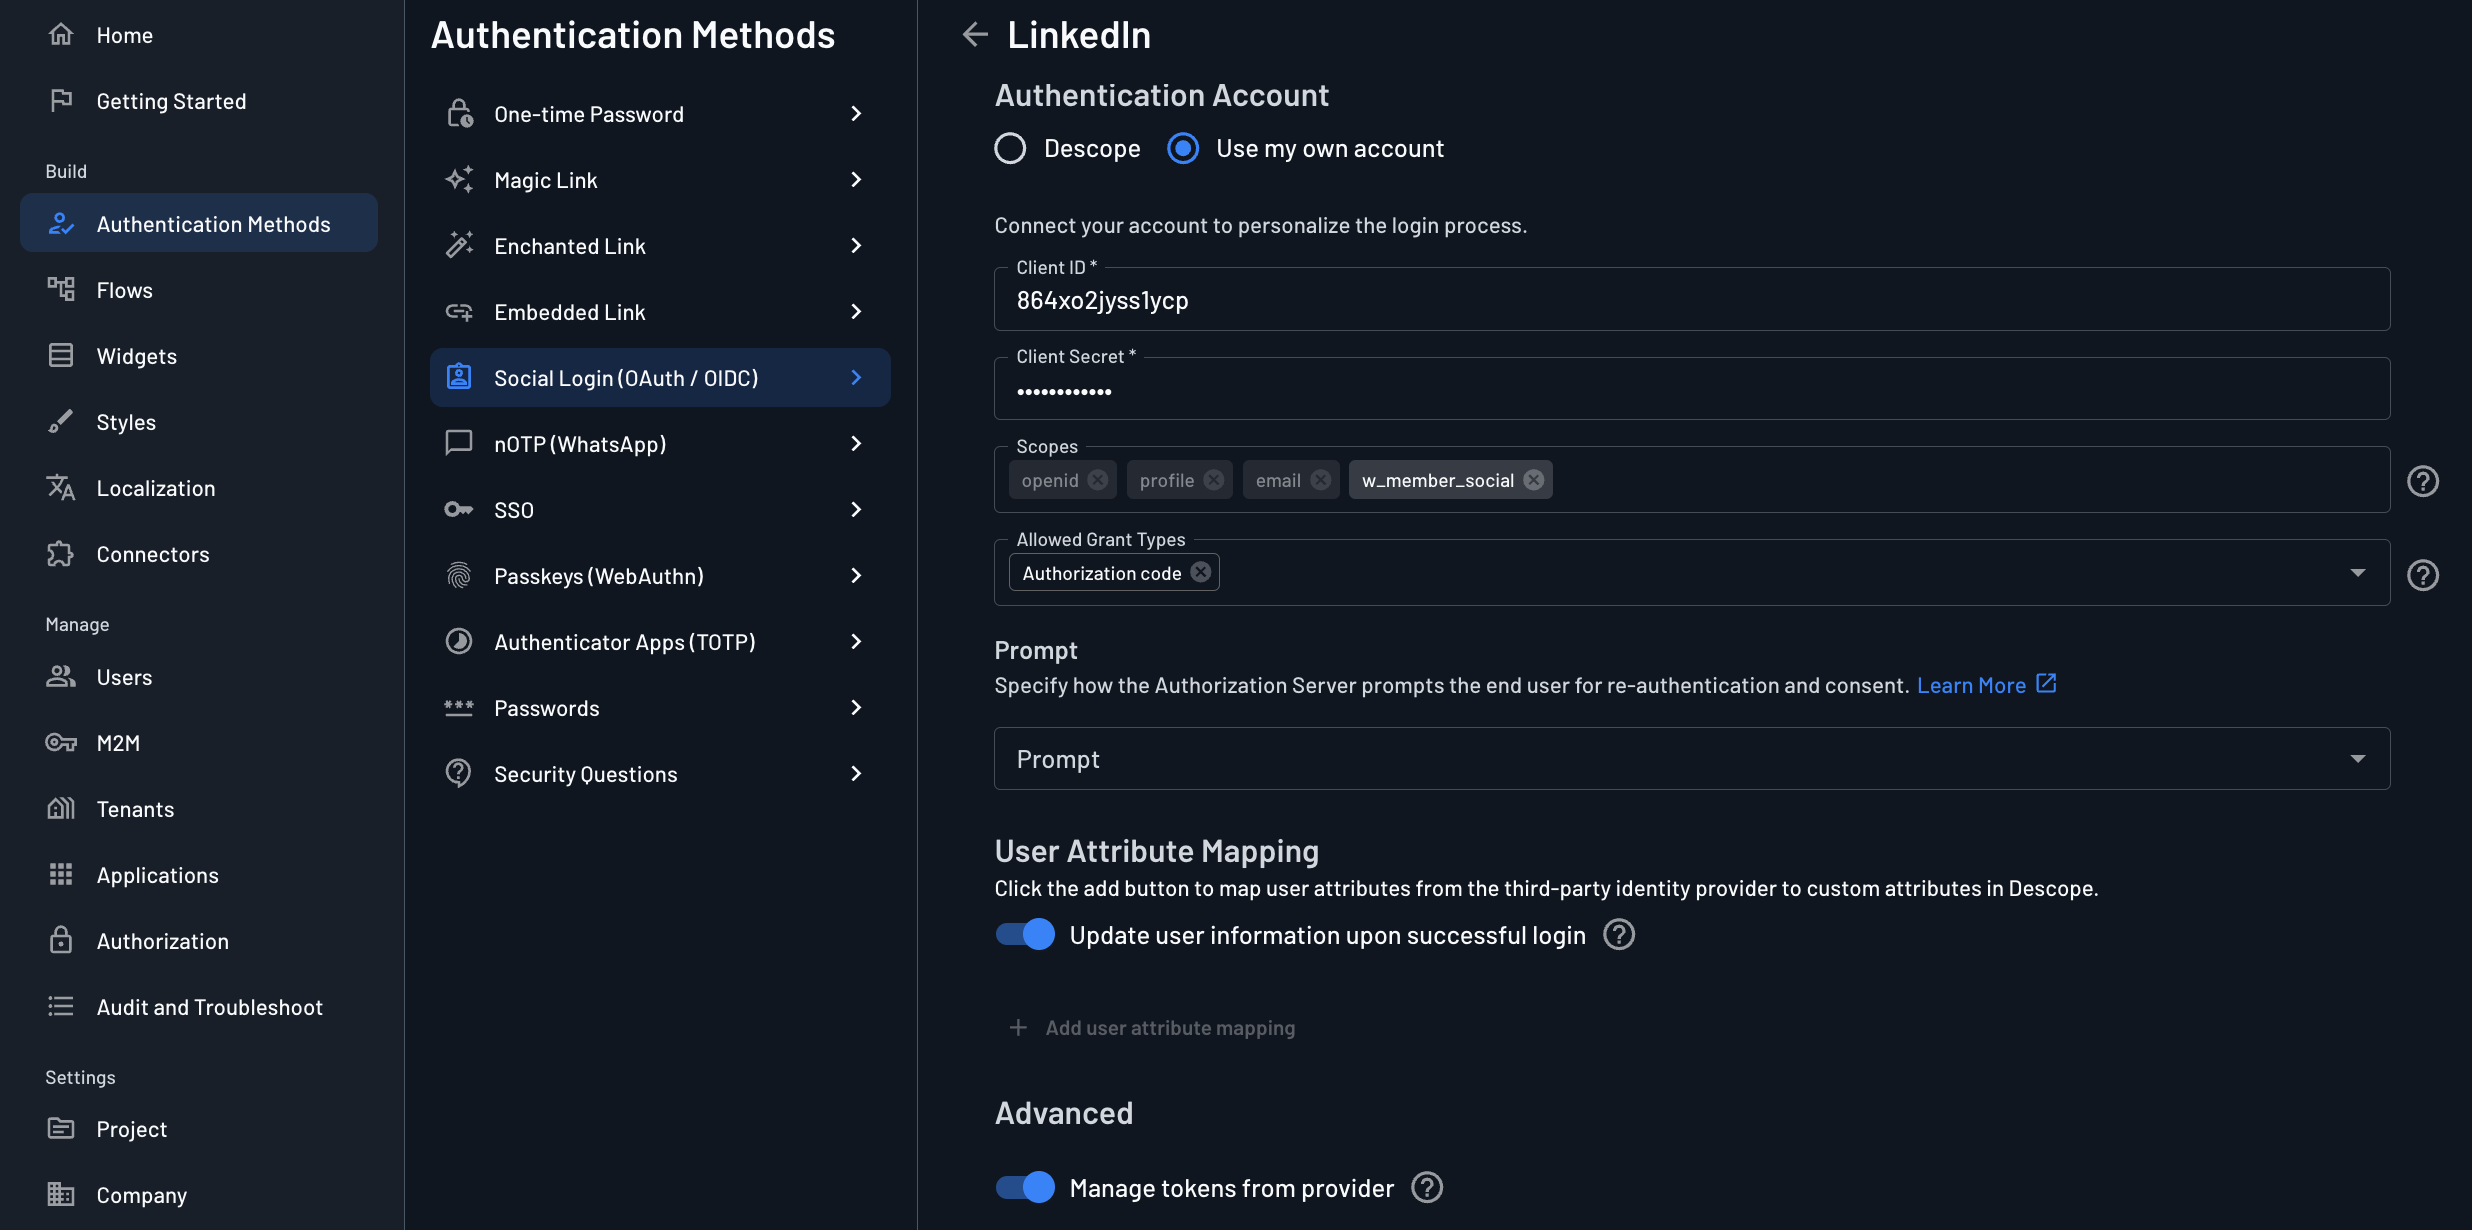 Home
Getting Started
Build
Authentication Methods
Flows
Widgets
Styles
Localization
Connectors
Manage
Users
M2M
Tenants
Applications
Authorization
Audit and Troubleshoot
Settings
Project
Company
Authentication Methods
One-time Password
Magic Link
Enchanted Link
Embedded Link
Social Login (OAuth / OIDC)
nOTP (WhatsApp)
SSO
Passkeys (WebAuthn)
Authenticator Apps (TOTP)
Passwords
Security Questions
LinkedIn
Authentication Account
Descope Use my own account
Connect your account to personalize the login process.
Client ID *
864xo2jyss1ycp
Client Secret *
••••••••••••
Scopes
openid profile email w_member_social
Allowed Grant Types
Authorization code
Prompt
Specify how the Authorization Server prompts the end user for re-authentication and consent. Learn More
Prompt
User Attribute Mapping
Click the add button to map user attributes from the third-party identity provider to custom attributes in Descope.
Update user information upon successful login
+ Add user attribute mapping
Advanced
Manage tokens from provider